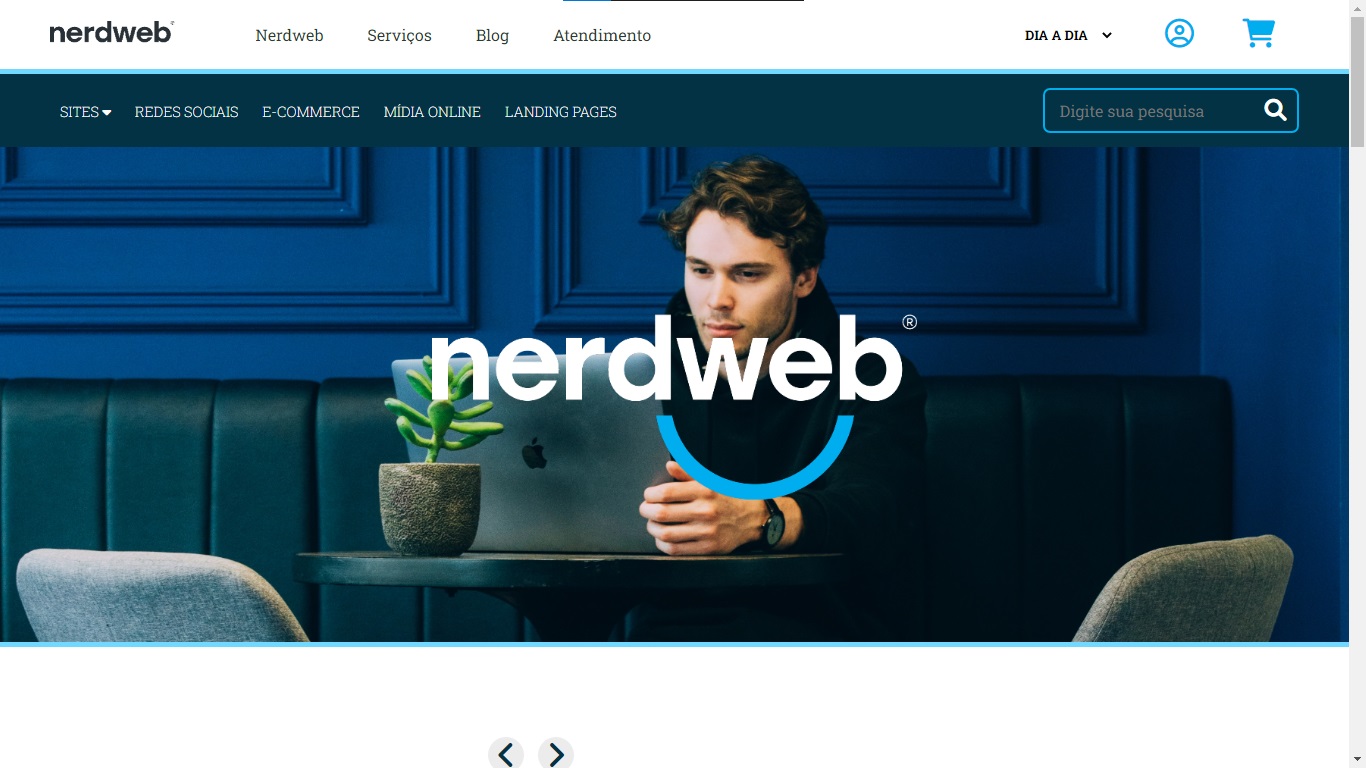 nerdweb®
Nerdweb Serviços Blog Atendimento
DIA A DIA
SITES REDES SOCIAIS E-COMMERCE MÍDIA ONLINE LANDING PAGES
Digite sua pesquisa
nerdweb®